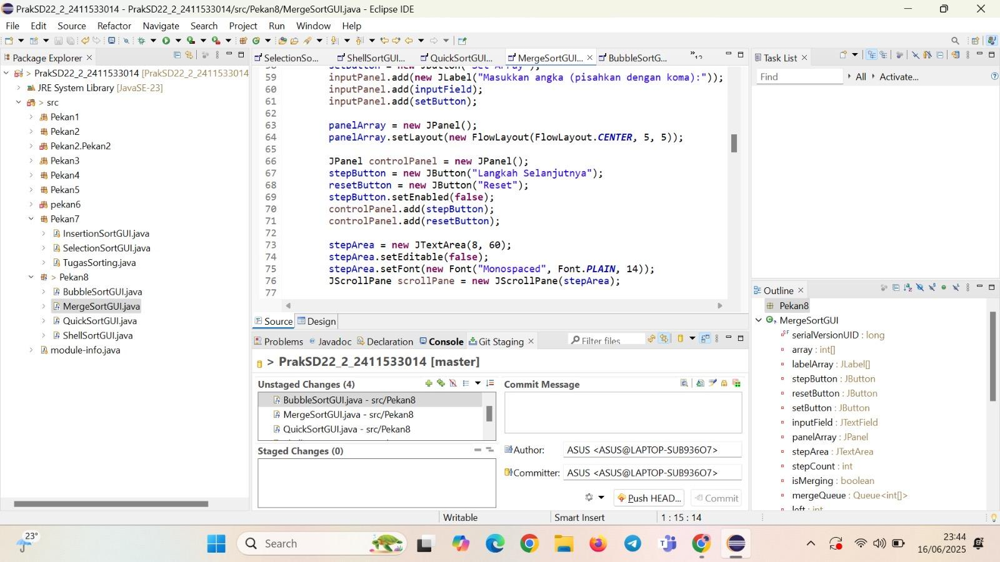 PrakSD22_2_2411533014 - PrakSD22_2_2411533014/src/Pekan8/MergeSortGUI.java - Eclipse IDE
File Edit Source Refactor Navigate Search Project Run Window Help
Package Explorer
> PrakSD22_2_2411533014 [PrakSD22_2_2411533014
JRE System Library [JavaSE-23]
> src
Pekan1
Pekan2
Pekan2.Pekan2
Pekan3
Pekan4
Pekan5
pekan6
Pekan7
InsertionSortGUI.java
SelectionSortGUI.java
TugasSorting.java
> Pekan8
BubbleSortGUI.java
MergeSortGUI.java
QuickSortGUI.java
ShellSortGUI.java
module-info.java
SelectionSo... ShellSortGUI... QuickSortGUI... MergeSortGUI... BubbleSortG... »12
58 setButton = new JButton("Set Array");
59 inputPanel.add(new JLabel("Masukkan angka (pisahkan dengan koma):"));
60 inputPanel.add(inputField);
61 inputPanel.add(setButton);
62
63 panelArray = new JPanel();
64 panelArray.setLayout(new FlowLayout(FlowLayout.CENTER, 5, 5));
65
66 JPanel controlPanel = new JPanel();
67 stepButton = new JButton("Langkah Selanjutnya");
68 resetButton = new JButton("Reset");
69 stepButton.setEnabled(false);
70 controlPanel.add(stepButton);
71 controlPanel.add(resetButton);
72
73 stepArea = new JTextArea(8, 60);
74 stepArea.setEditable(false);
75 stepArea.setFont(new Font("Monospaced", Font.PLAIN, 14));
76 JScrollPane scrollPane = new JScrollPane(stepArea);
77
Source Design
Problems Javadoc Declaration Console Git Staging Filter files
> PrakSD22_2_2411533014 [master]
Unstaged Changes (4)
BubbleSortGUI.java - src/Pekan8
MergeSortGUI.java - src/Pekan8
QuickSortGUI.java - src/Pekan8
Staged Changes (0)
Commit Message
Author: ASUS <ASUS@LAPTOP-SUB936O7>
Committer: ASUS <ASUS@LAPTOP-SUB936O7>
Push HEAD... Commit
Task List
Find All Activate...
Outline
Pekan8
MergeSortGUI
serialVersionUID : long
array : int[]
labelArray : JLabel[]
stepButton : JButton
resetButton : JButton
setButton : JButton
inputField : JTextField
panelArray : JPanel
stepArea : JTextArea
stepCount : int
isMerging : boolean
mergeQueue : Queue<int[]>
left : int
Writable Smart Insert 1 : 15 : 14
23°
Search
23:44
16/06/2025